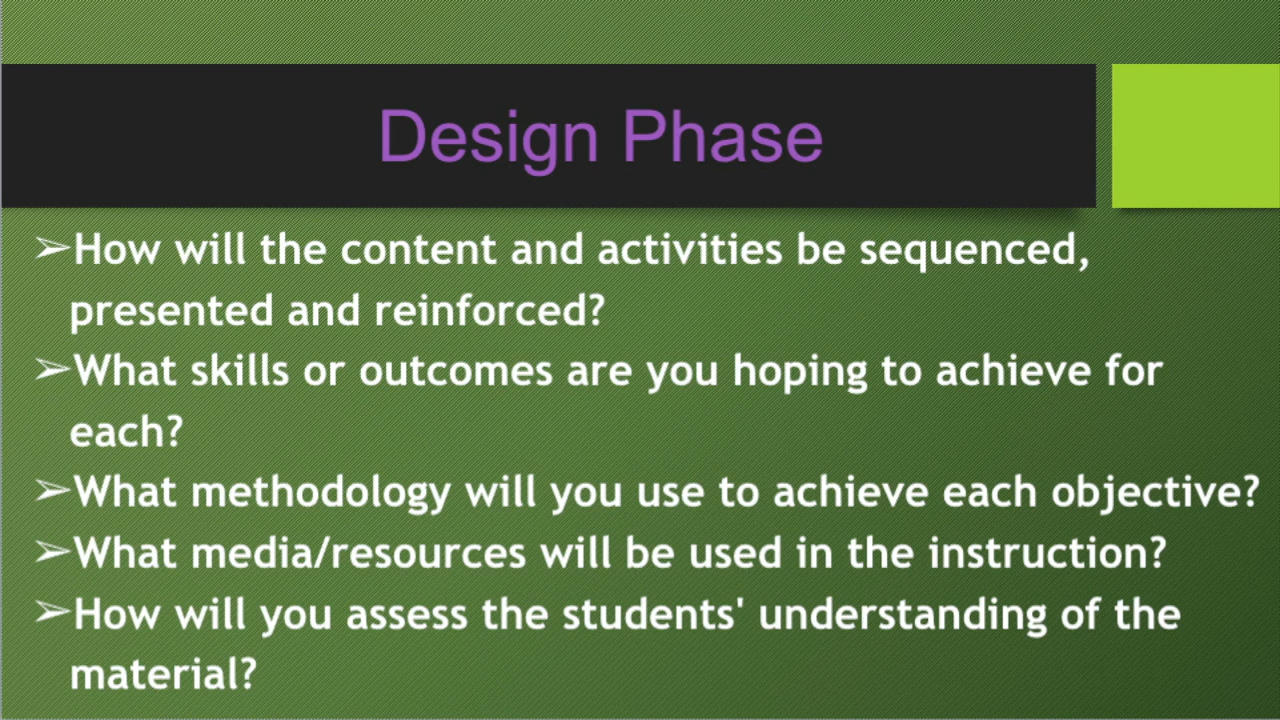 Design Phase
➢How will the content and activities be sequenced,
presented and reinforced?
➢What skills or outcomes are you hoping to achieve for
each?
➢What methodology will you use to achieve each objective?
➢What media/resources will be used in the instruction?
➢How will you assess the students' understanding of the
material?